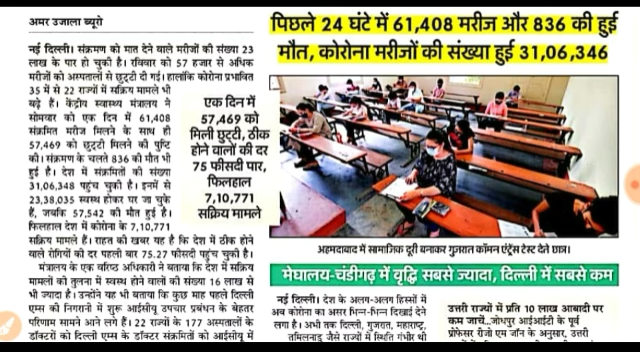 अमर उजाला ब्यूरो
नई दिल्ली। संक्रमण को मात देने वाले मरीजों की संख्या 23
लाख के पार हो चुकी है। रविवार को 57 हजार से अधिक
मरीजों को अस्पतालों से छुट्टी दी गई। हालांकि कोरोना प्रभावित
35 में से 22 राज्यों में सक्रिय मामले भी
बढ़े हैं। केंद्रीय स्वास्थ्य मंत्रालय ने
सोमवार को एक दिन में 61,408
संक्रमित मरीज मिलने के साथ ही
57,469 को छुट्टी मिलने की पुष्टि
की। संक्रमण के चलते 836 की मौत भी
हुई है। देश में संक्रमितों की संख्या
31,06,348 पहुंच चुकी है। इनमें से
23,38,035 स्वस्थ होकर घर जा चुके
हैं, जबकि 57,542 की मौत हुई है।
फिलहाल देश में कोरोना के 7,10,771
सक्रिय मामले हैं। राहत की खबर यह है कि देश में ठीक होने
वाले रोगियों की दर पहली बार 75.27 फीसदी पहुंच चुकी है।
मंत्रालय के एक वरिष्ठ अधिकारी ने बताया कि देश में सक्रिय
मामलों की तुलना में स्वस्थ होने वालों की संख्या 16 लाख से
भी ज्यादा है। उन्होंने यह भी बताया कि कुछ माह पहले दिल्ली
एम्स की निगरानी में शुरू आईसीयू उपचार प्रबंधन के बेहतर
परिणाम सामने आने लगे हैं। 22 राज्यों के 177 अस्पतालों के
डॉक्टरों को दिल्ली एम्स के डॉक्टर संक्रमितों को आईसीयू में
एक दिन में
57,469 को
मिली छुट्टी, ठीक
होने वालों की दर
75 फीसदी पार,
फिलहाल
7,10,771
सक्रिय मामले
पिछले 24 घंटे में 61,408 मरीज और 836 की हुई
मौत, कोरोना मरीजों की संख्या हुई 31,06,346
अहमदाबाद में सामाजिक दूरी बनाकर गुजरात कॉमन एंट्रेंस टेस्ट देते छात्र।
मेघालय-चंडीगढ़ में वृद्धि सबसे ज्यादा, दिल्ली में सबसे कम
नई दिल्ली। देश के अलग-अलग हिस्सों में
अब कोरोना का असर भिन्न-भिन्न दिखाई देने
लगा है। अभी तक दिल्ली, गुजरात, महाराष्ट्र,
तमिलनाडु जैसे राज्यों में स्थिति गंभीर थी
उत्तरी राज्यों में प्रति 10 लाख आबादी पर
कम जाचें...जोधपुर आईआईटी के पूर्व
प्रोफेसर रीजो एम जॉन के अनुसार, उत्तरी